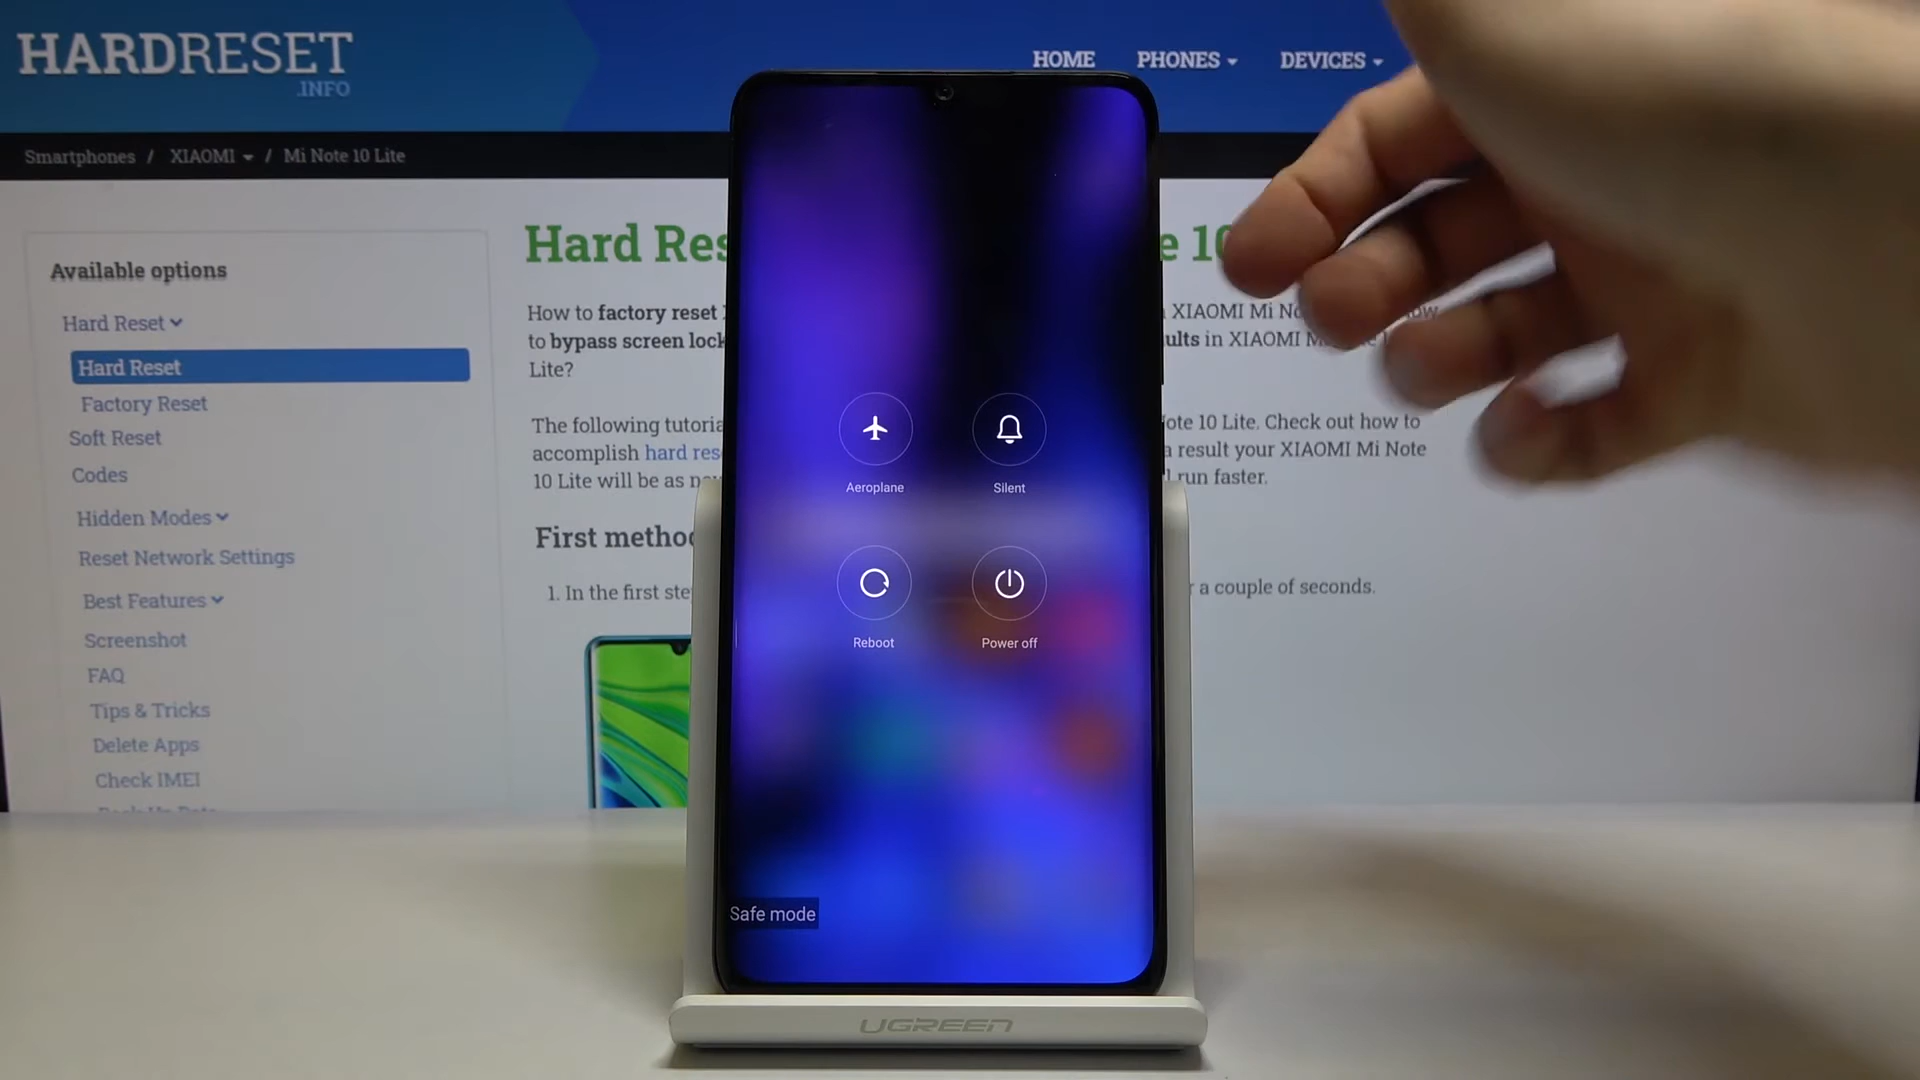 HARDRESET
.INFO
HOME PHONES DEVICES
Smartphones / XIAOMI / Mi Note 10 Lite
Available options
Hard Reset
Hard Reset
Factory Reset
Soft Reset
Codes
Hidden Modes
Reset Network Settings
Best Features
Screenshot
FAQ
Tips & Tricks
Delete Apps
Check IMEI
Hard Res
e 10
How to factory reset
XIAOMI Mi
to bypass screen lock
ults in XIAOMI
Lite?
The following tutoria
ote 10 Lite. Check out how to
accomplish hard res
a result your XIAOMI Mi Note
10 Lite will be as
run faster.
First metho
1. In the first ste
r a couple of seconds.
Aeroplane Silent
Reboot Power off
Safe mode
UGREEN